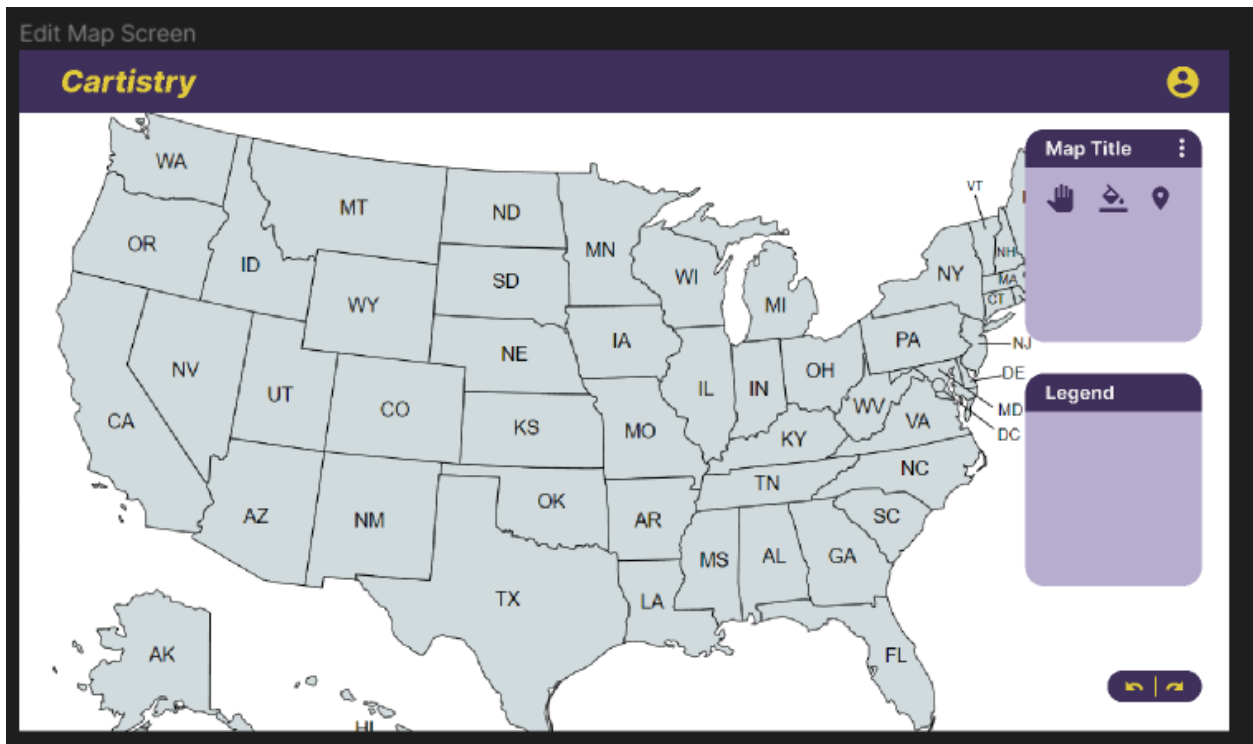 Edit Map Screen
Cartistry
Map Title
WA
MT
ND
MN
VT
OR
ID
SD
WI
NH
NY
MA
WY
MI
CT
NE
IA
PA
NJ
NV
UT
CO
IL
IN
OH
DE
Legend
CA
KS
MO
KY
WV
VA
MD
DC
AZ
NM
OK
AR
TN
NC
SC
TX
MS
AL
GA
LA
AK
FL
HI